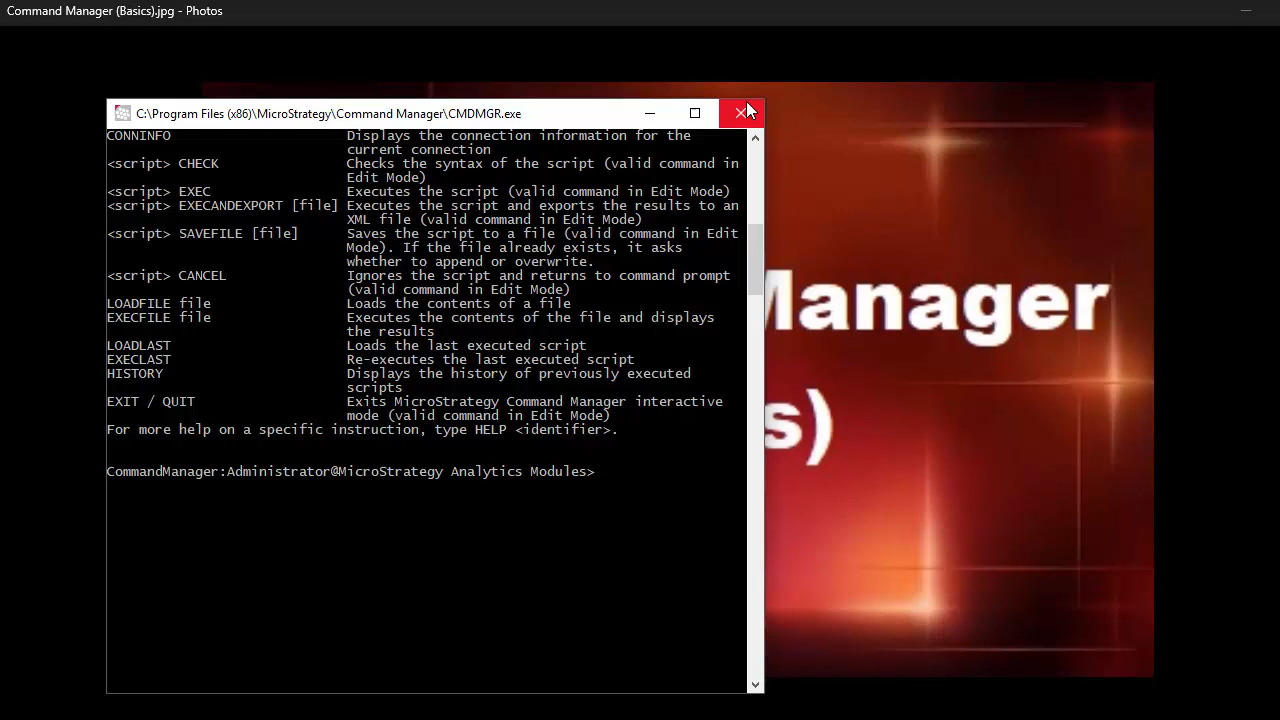 Command Manager (Basics).jpg - Photos
C:\Program Files (x86)\MicroStrategy\Command Manager\CMDMGR.exe
CONNINFO Displays the connection information for the
current connection
<script> CHECK Checks the syntax of the script (valid command in
Edit Mode)
<script> EXEC Executes the script (valid command in Edit Mode)
<script> EXECANDEXPORT [file] Executes the script and exports the results to an
XML file (valid command in Edit Mode)
<script> SAVEFILE [file] Saves the script to a file (valid command in Edit
Mode). If the file already exists, it asks
whether to append or overwrite.
<script> CANCEL Ignores the script and returns to command prompt
(valid command in Edit Mode)
LOADFILE file Loads the contents of a file
EXECFILE file Executes the contents of the file and displays
the results
LOADLAST Loads the last executed script
EXECLAST Re-executes the last executed script
HISTORY Displays the history of previously executed
scripts
EXIT / QUIT Exits MicroStrategy Command Manager interactive
mode (valid command in Edit Mode)
For more help on a specific instruction, type HELP <identifier>.
CommandManager:Administrator@MicroStrategy Analytics Modules>
Manager
s)